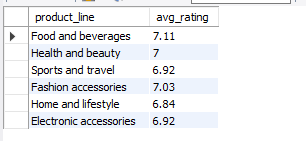 product_line avg_rating
Food and beverages 7.11
Health and beauty 7
Sports and travel 6.92
Fashion accessories 7.03
Home and lifestyle 6.84
Electronic accessories 6.92